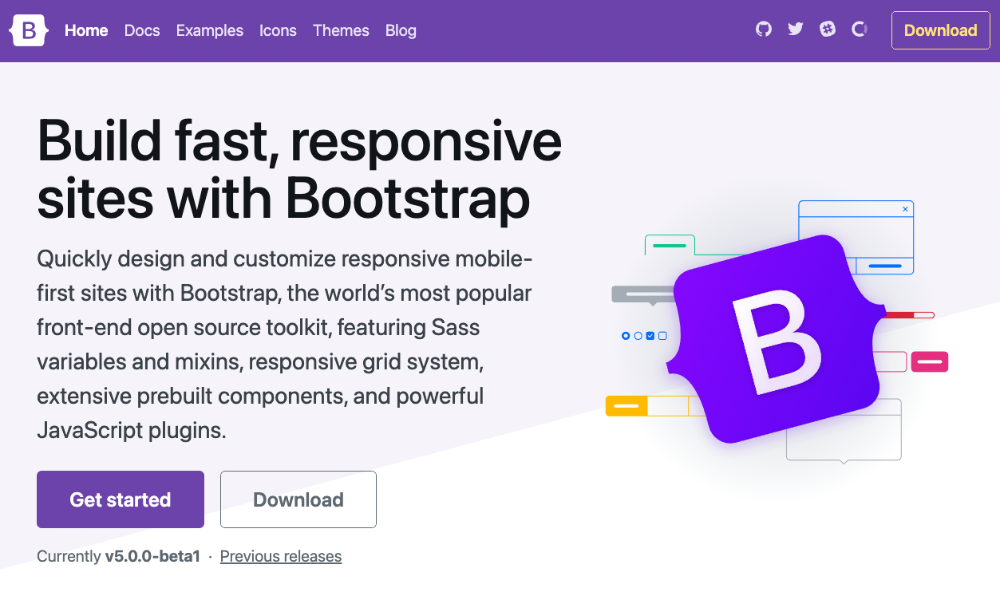 B Home Docs Examples Icons Themes Blog Download
Build fast, responsive
sites with Bootstrap
Quickly design and customize responsive mobile-
first sites with Bootstrap, the world’s most popular
front-end open source toolkit, featuring Sass
variables and mixins, responsive grid system,
extensive prebuilt components, and powerful
JavaScript plugins.
B
Get started Download
Currently v5.0.0-beta1 · Previous releases